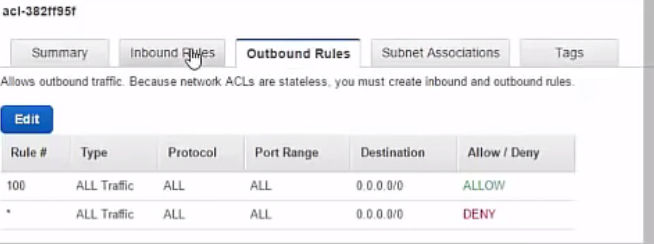 acl-382ff95f
Summary Inbound Rules Outbound Rules Subnet Associations Tags
Allows outbound traffic. Because network ACLs are stateless, you must create inbound and outbound rules.
Edit
Rule # Type Protocol Port Range Destination Allow / Deny
100 ALL Traffic ALL ALL 0.0.0.0/0 ALLOW
* ALL Traffic ALL ALL 0.0.0.0/0 DENY